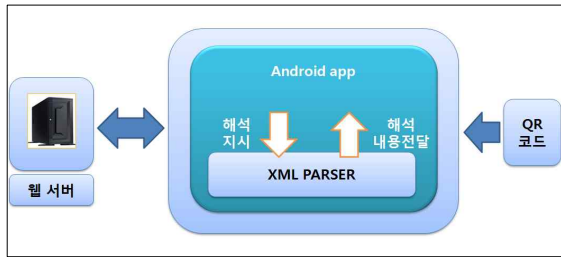 Android app
해석
지시
해석
내용전달
XML PARSER
웹 서버
QR
코드